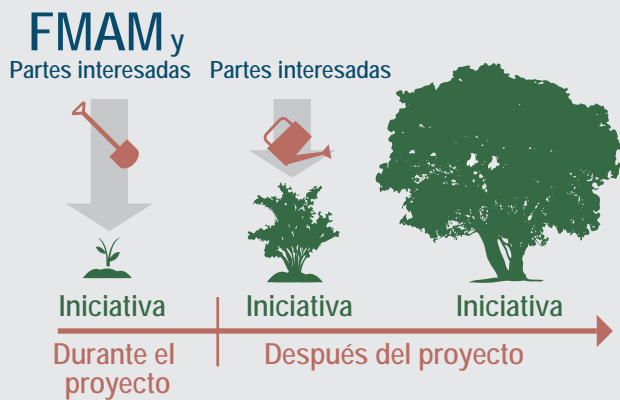 FMAM y
Partes interesadas
Partes interesadas
Iniciativa
Iniciativa
Iniciativa
Durante el
proyecto
Después del proyecto